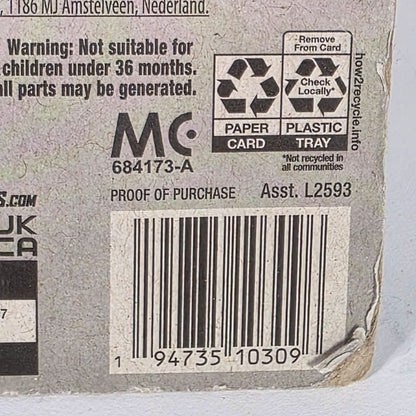 , 1186 MJ Amstelveen, Nederland.
Warning: Not suitable for
children under 36 months.
all parts may be generated.
Remove
From Card
PAPER
CARD
Check
Locally*
PLASTIC
TRAY
how2recycle.info
*Not recycled in
all communities
MC
684173-A
S.COM
UK
CA
PROOF OF PURCHASE Asst. L2593
7
1 94735 10309